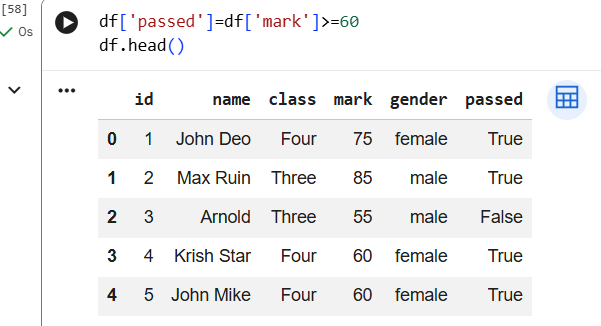 [58]
0s
df['passed']=df['mark']>=60
df.head()
id name class mark gender passed
0 1 John Deo Four 75 female True
1 2 Max Ruin Three 85 male True
2 3 Arnold Three 55 male False
3 4 Krish Star Four 60 female True
4 5 John Mike Four 60 female True